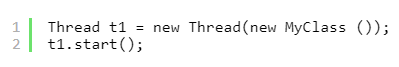 1 Thread t1 = new Thread(new MyClass ());
2 t1.start();